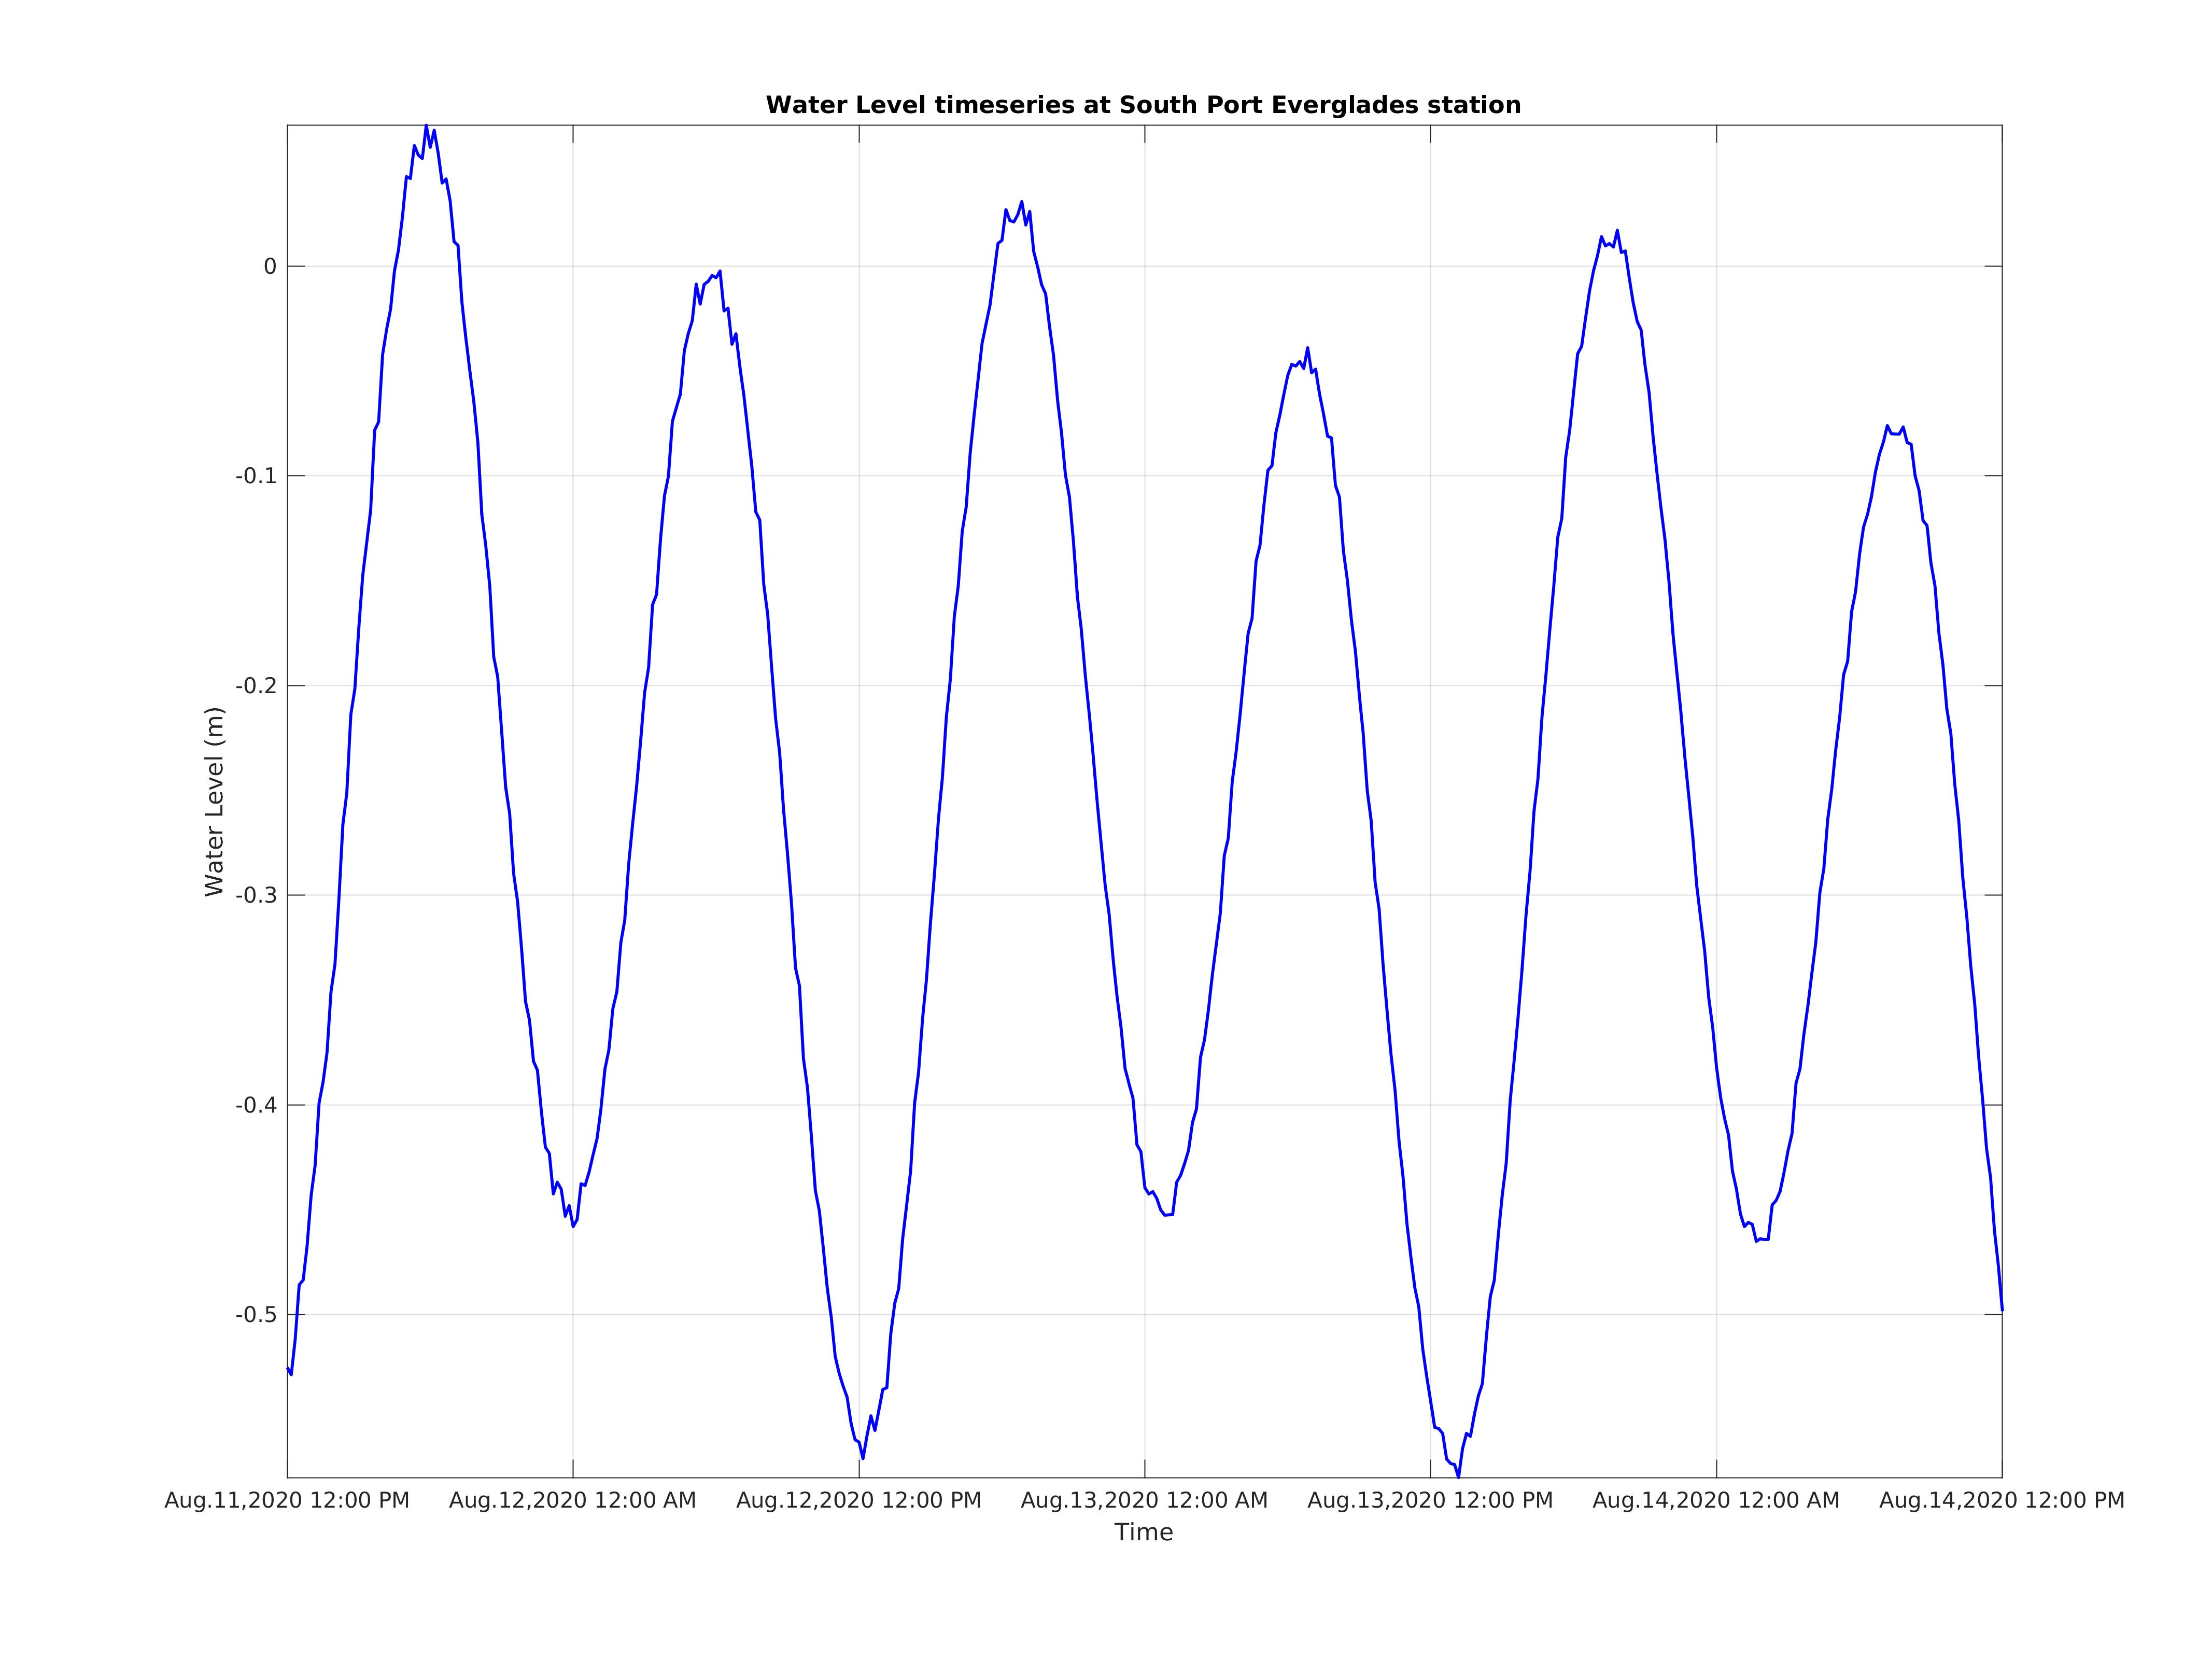 Water Level timeseries at South Port Everglades station
0
-0.1
-0.2
-0.3
-0.4
-0.5
Water Level (m)
Aug.11,2020 12:00 PM Aug.12,2020 12:00 AM Aug.12,2020 12:00 PM Aug.13,2020 12:00 AM Aug.13,2020 12:00 PM Aug.14,2020 12:00 AM Aug.14,2020 12:00 PM
Time